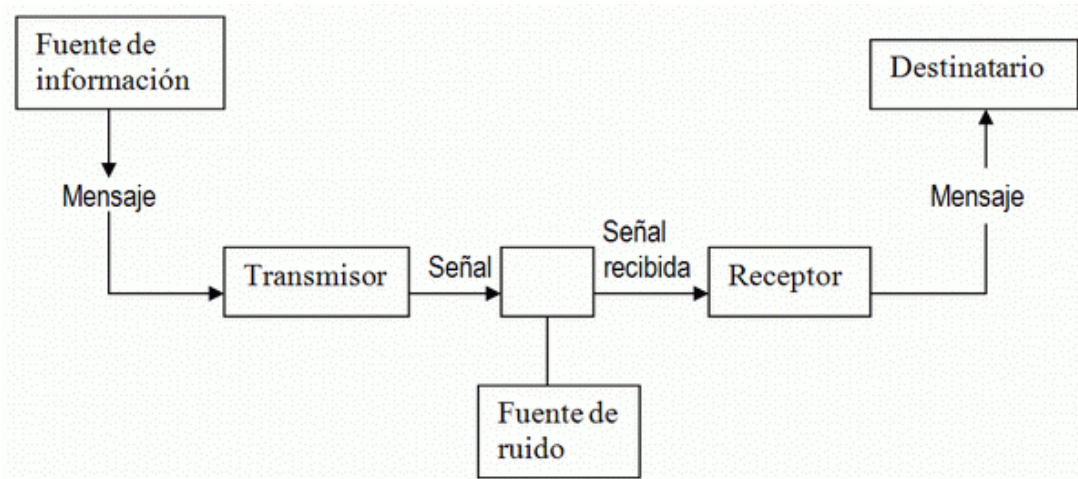 Fuente de
información
Destinatario
Mensaje
Mensaje
Transmisor
Señal
Señal
recibida
Receptor
Fuente de
ruido